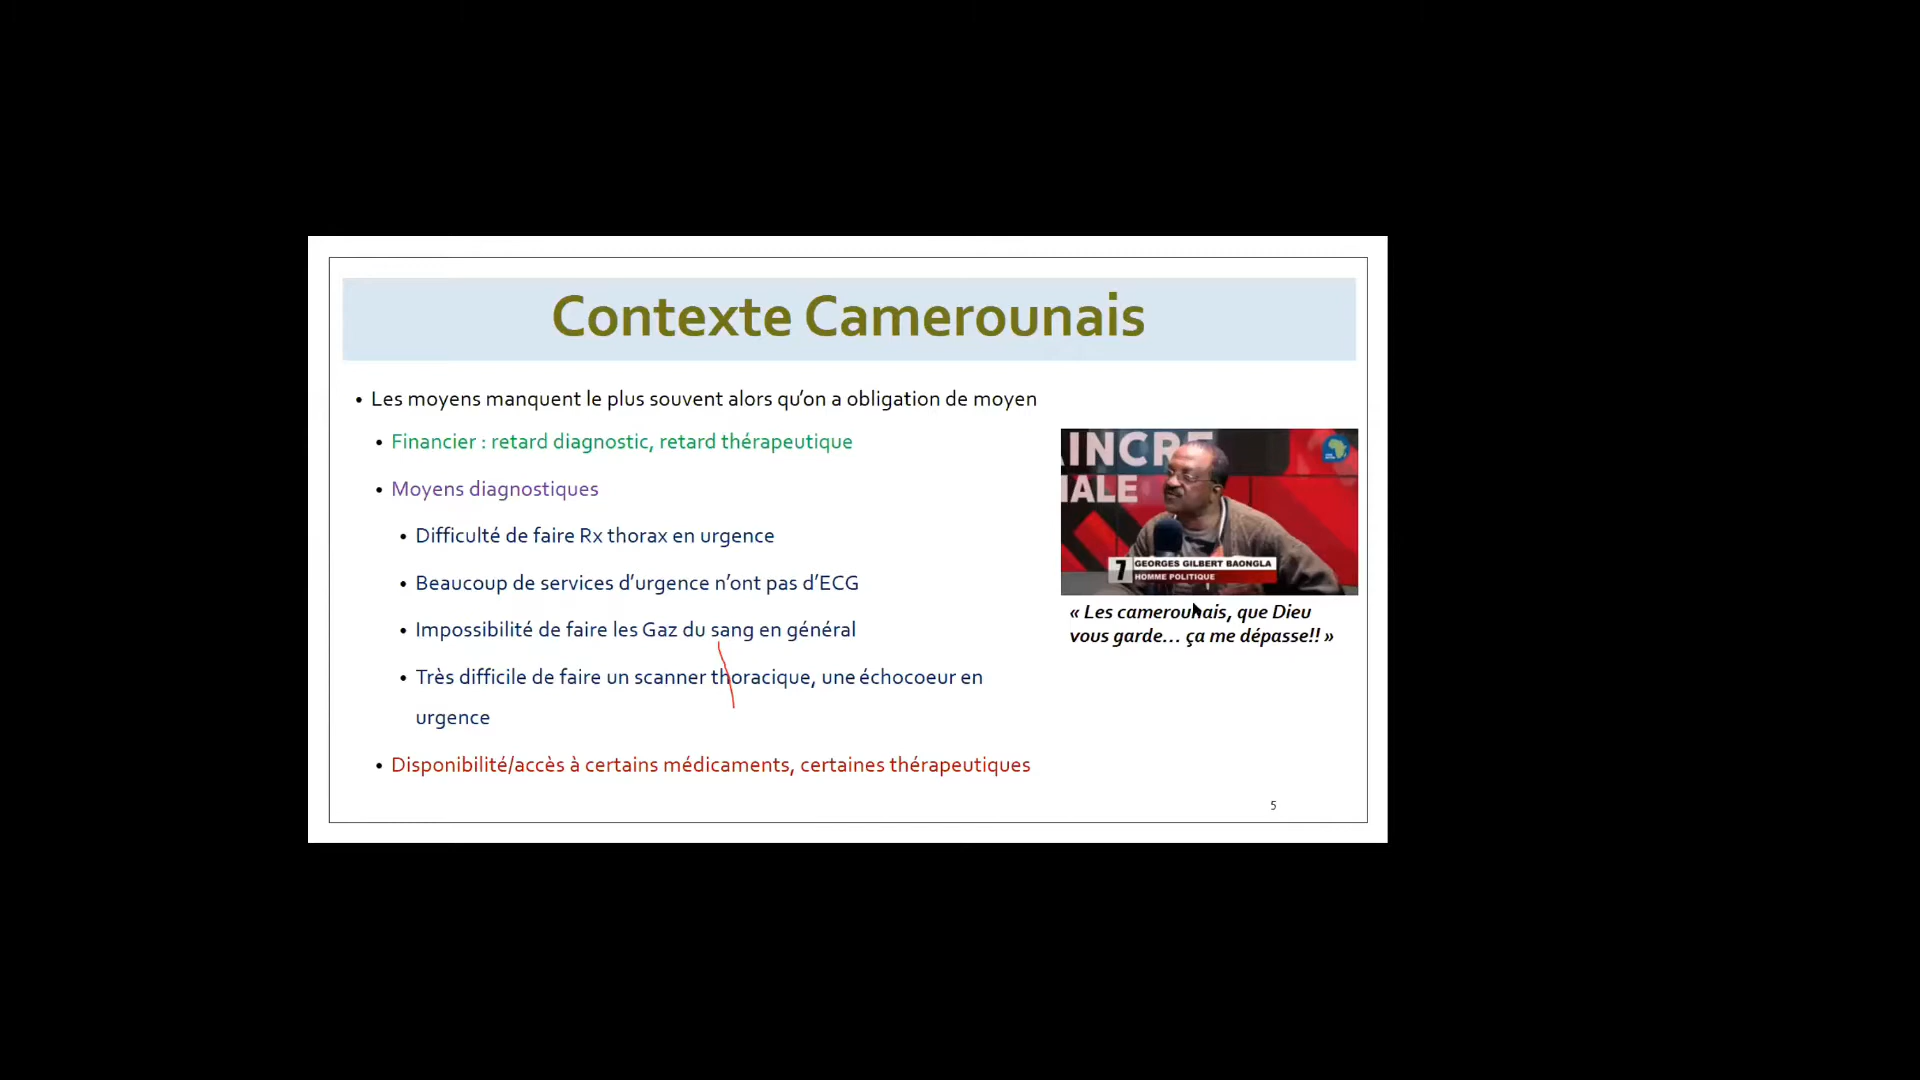 Contexte Camerounais
• Les moyens manquent le plus souvent alors qu’on a obligation de moyen
• Financier : retard diagnostic, retard thérapeutique
• Moyens diagnostiques
• Difficulté de faire Rx thorax en urgence
• Beaucoup de services d’urgence n’ont pas d’ECG
• Impossibilité de faire les Gaz du sang en général
• Très difficile de faire un scanner thoracique, une échocoeur en
urgence
• Disponibilité/accès à certains médicaments, certaines thérapeutiques
AINCRE
IALE
7 GEORGES GILBERT BAONGLA
HOMME POLITIQUE
« Les camerounais, que Dieu
vous garde… ça me dépasse!! »
5